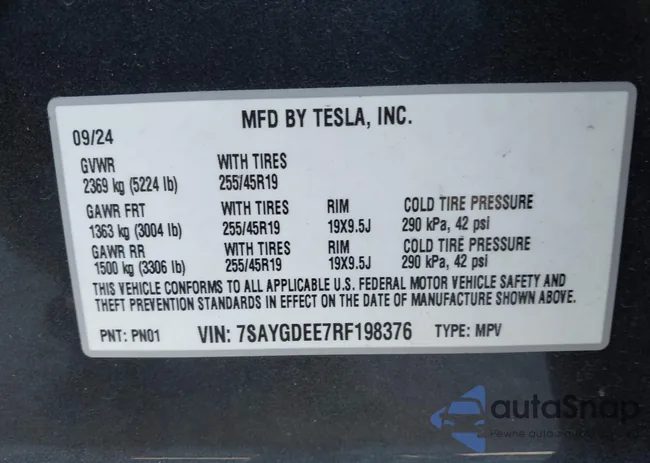 MFD BY TESLA, INC.
09/24
GVWR WITH TIRES
2369 kg (5224 lb) 255/45R19
GAWR FRT WITH TIRES RIM COLD TIRE PRESSURE
1363 kg (3004 lb) 255/45R19 19X9.5J 290 kPa, 42 psi
GAWR RR WITH TIRES RIM COLD TIRE PRESSURE
1500 kg (3306 lb) 255/45R19 19X9.5J 290 kPa, 42 psi
THIS VEHICLE CONFORMS TO ALL APPLICABLE U.S. FEDERAL MOTOR VEHICLE SAFETY AND
THEFT PREVENTION STANDARDS IN EFFECT ON THE DATE OF MANUFACTURE SHOWN ABOVE.
PNT: PN01 VIN: 7SAYGDEE7RF198376 TYPE: MPV
autaSnap
Pewne auto z aukcji